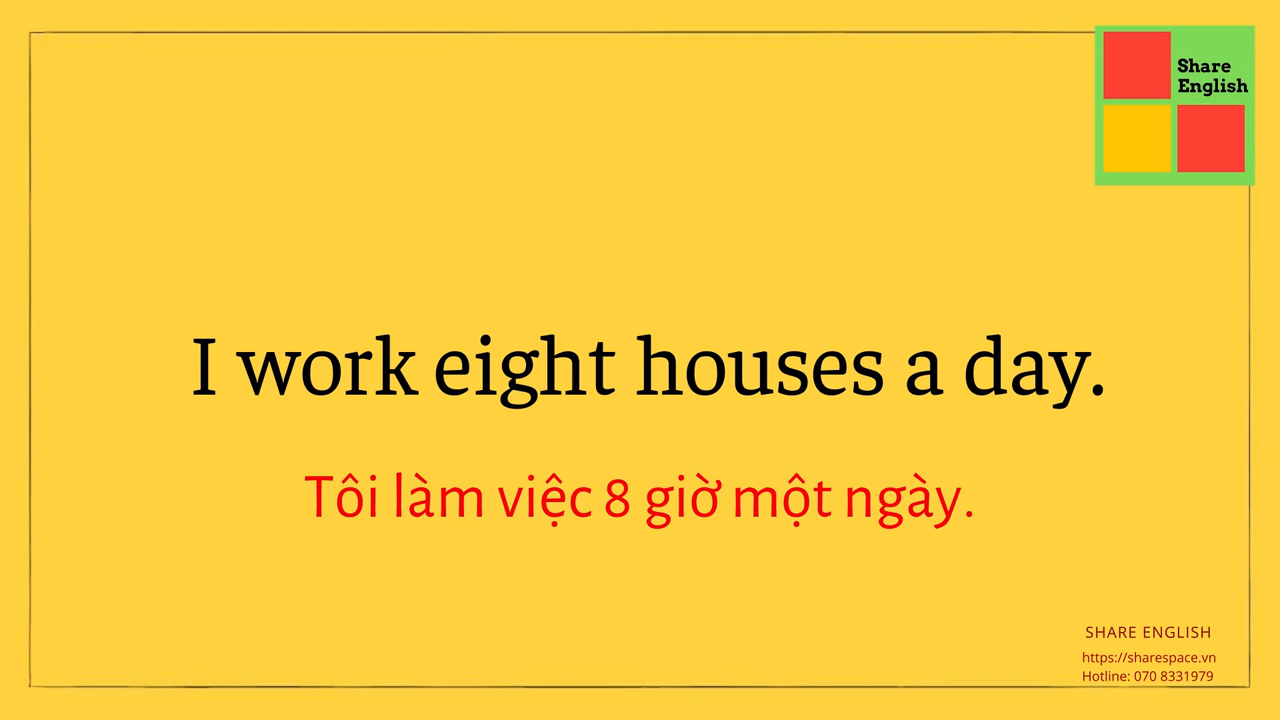 Share
English
I work eight houses a day.
Tôi làm việc 8 giờ một ngày.
SHARE ENGLISH
https://sharespace.vn
Hotline: 070 8331979